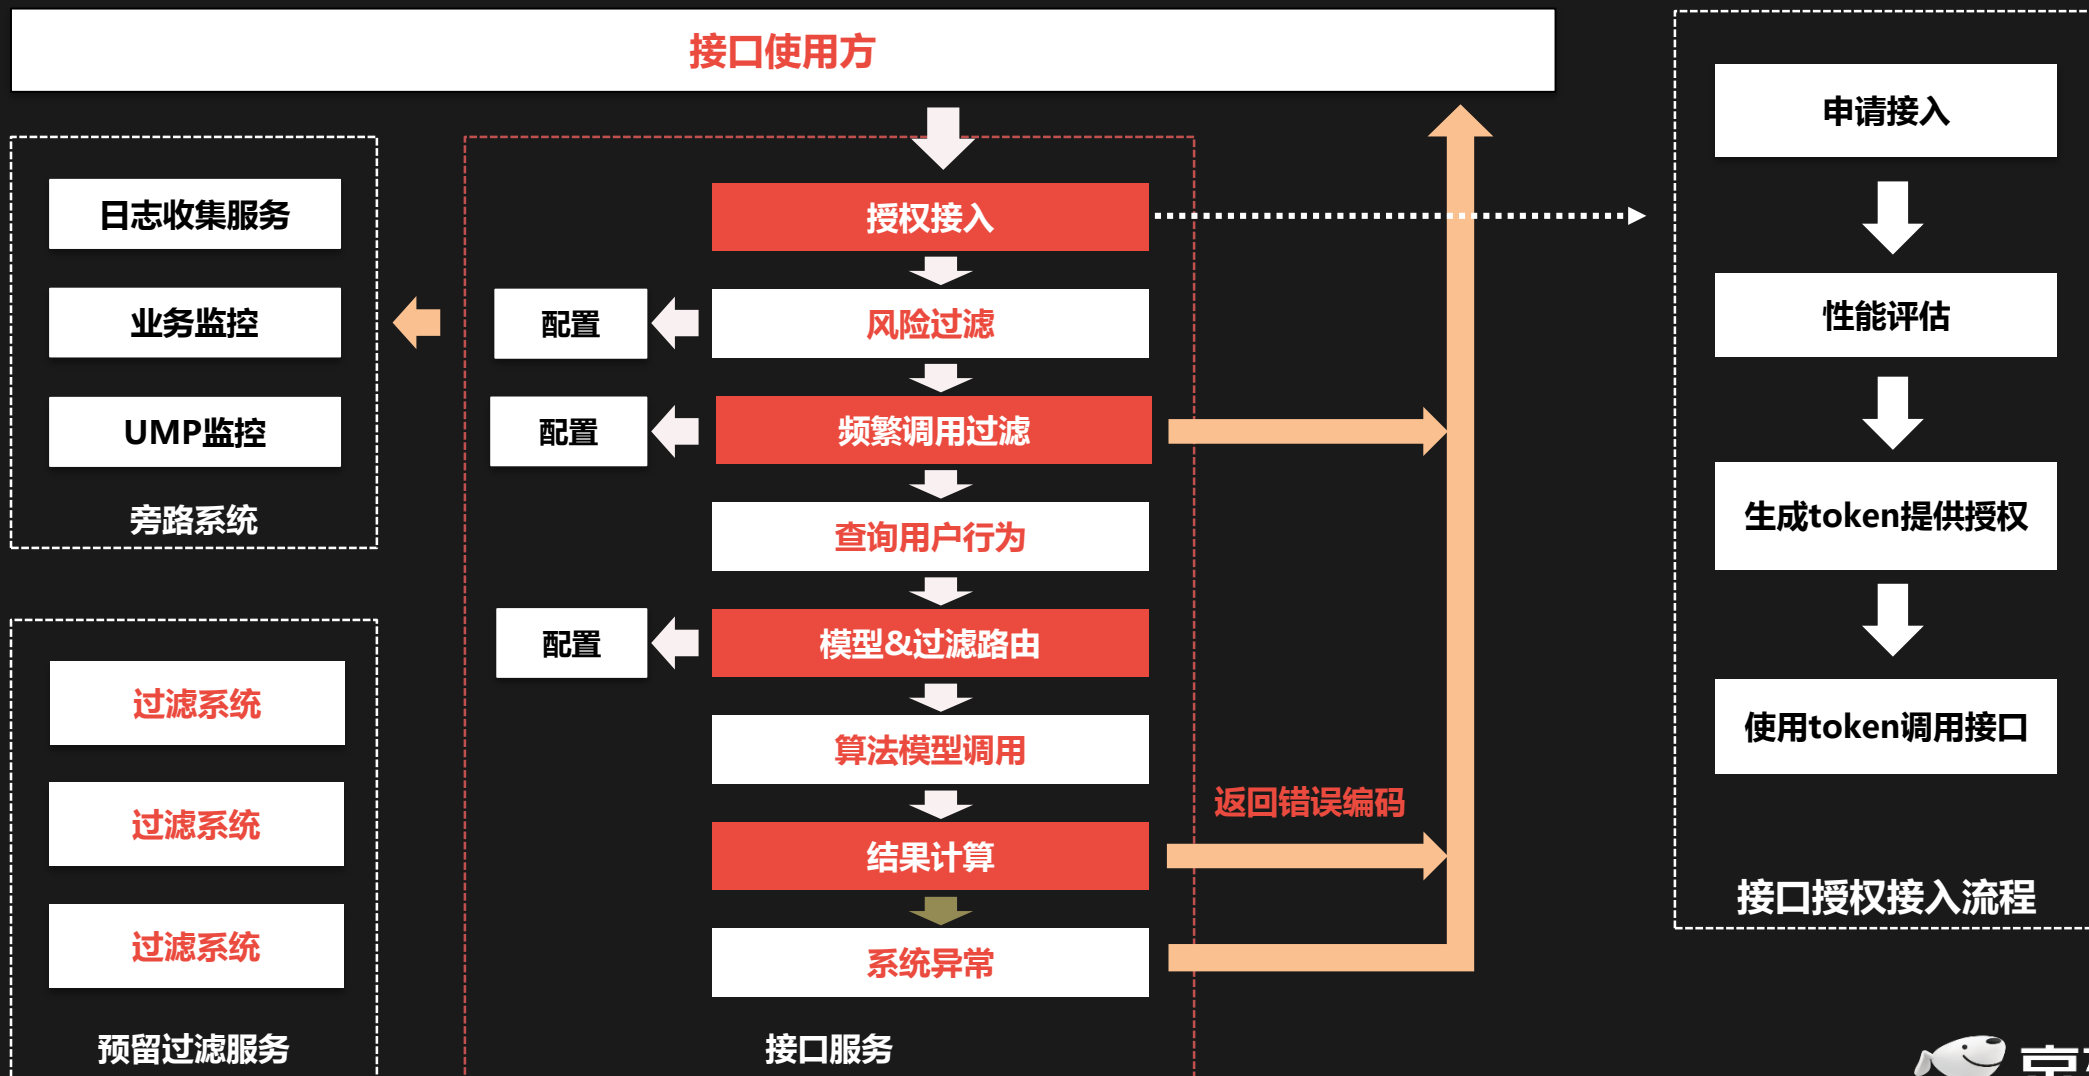 接口使用方
日志收集服务
业务监控
UMP监控
旁路系统
过滤系统
过滤系统
过滤系统
预留过滤服务
授权接入
风险过滤
配置
频繁调用过滤
配置
查询用户行为
模型&过滤路由
配置
算法模型调用
结果计算
返回错误编码
系统异常
接口服务
申请接入
性能评估
生成token提供授权
使用token调用接口
接口授权接入流程